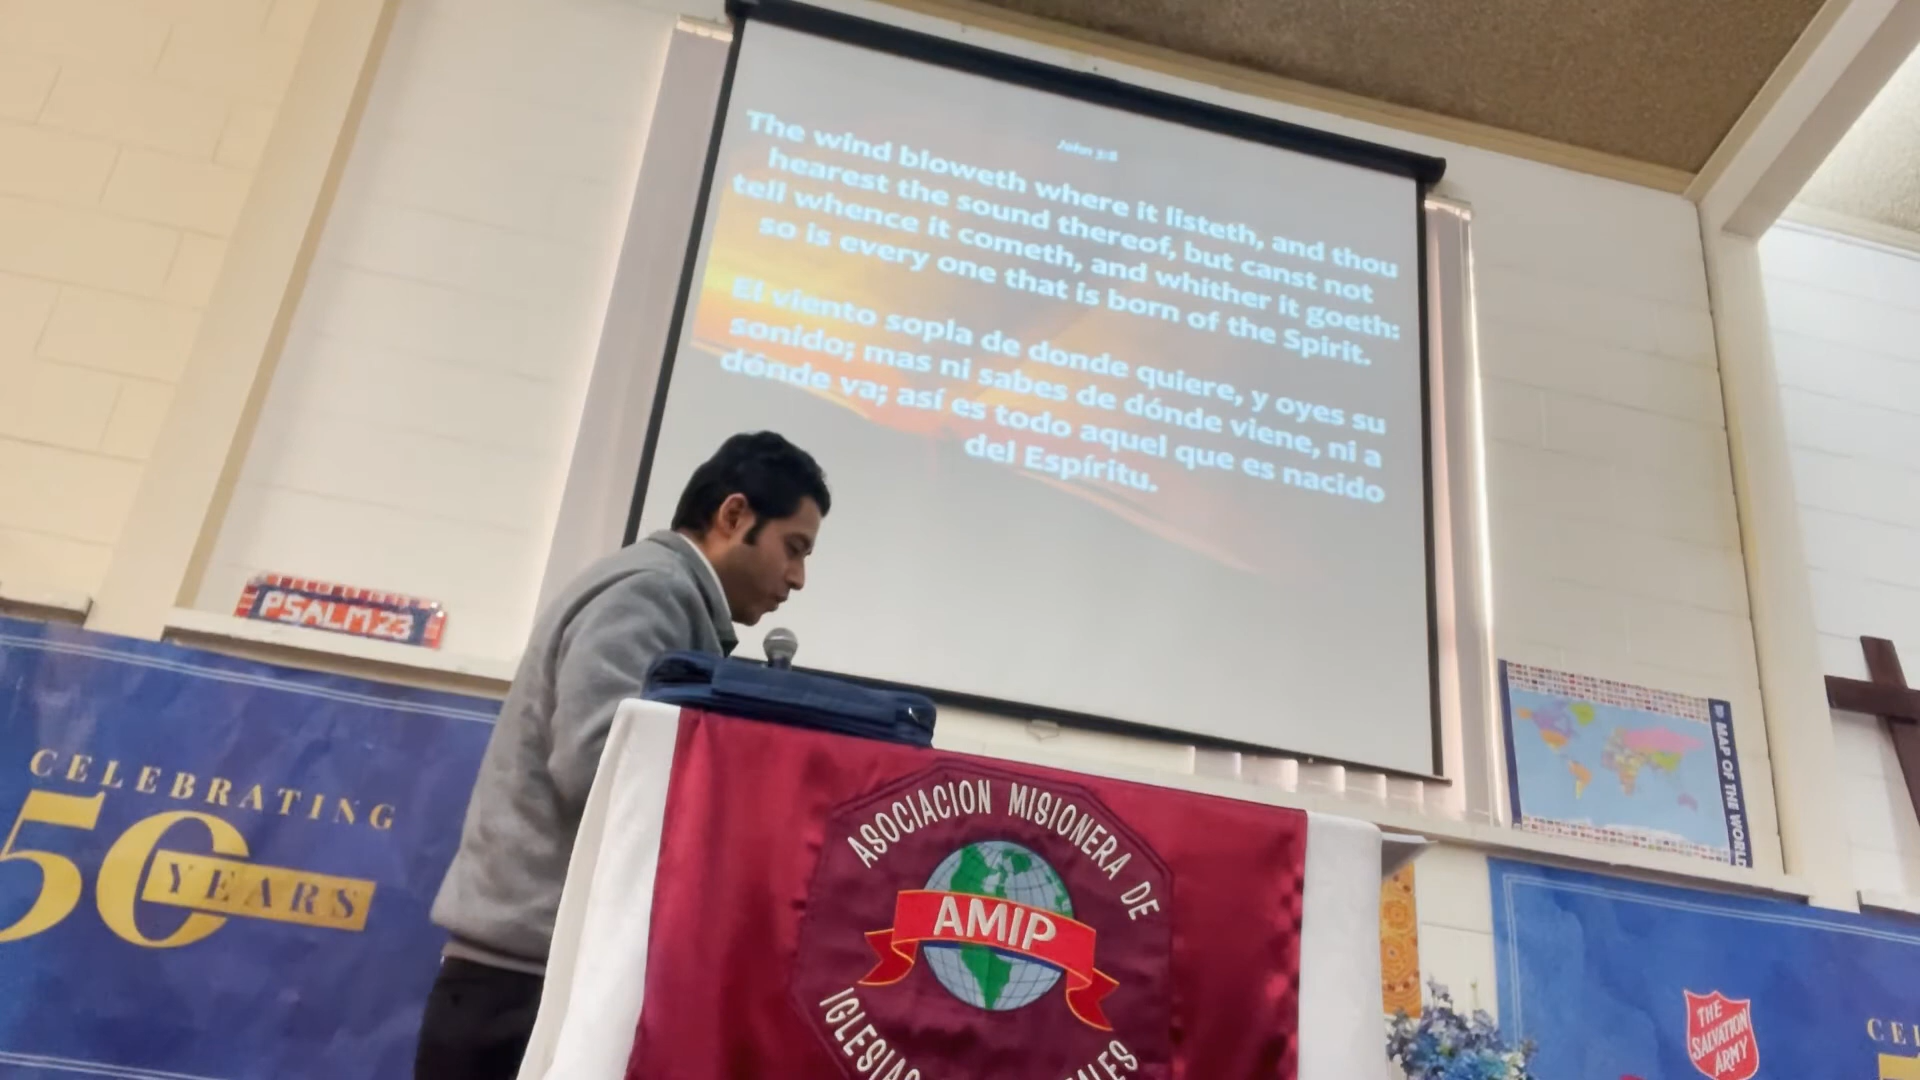 John 3:8
The wind bloweth where it listeth, and thou
hearest the sound thereof, but canst not
tell whence it cometh, and whither it goeth:
so is every one that is born of the Spirit.
El viento sopla de donde quiere, y oyes su
sonido; mas ni sabes de dónde viene, ni a
dónde va; así es todo aquel que es nacido
del Espíritu.
PSALM 23
CELEBRATING
50
YEARS
ASOCIACION MISIONERA DE
AMIP
MAP OF THE WORLD
THE
SALVATION
ARMY